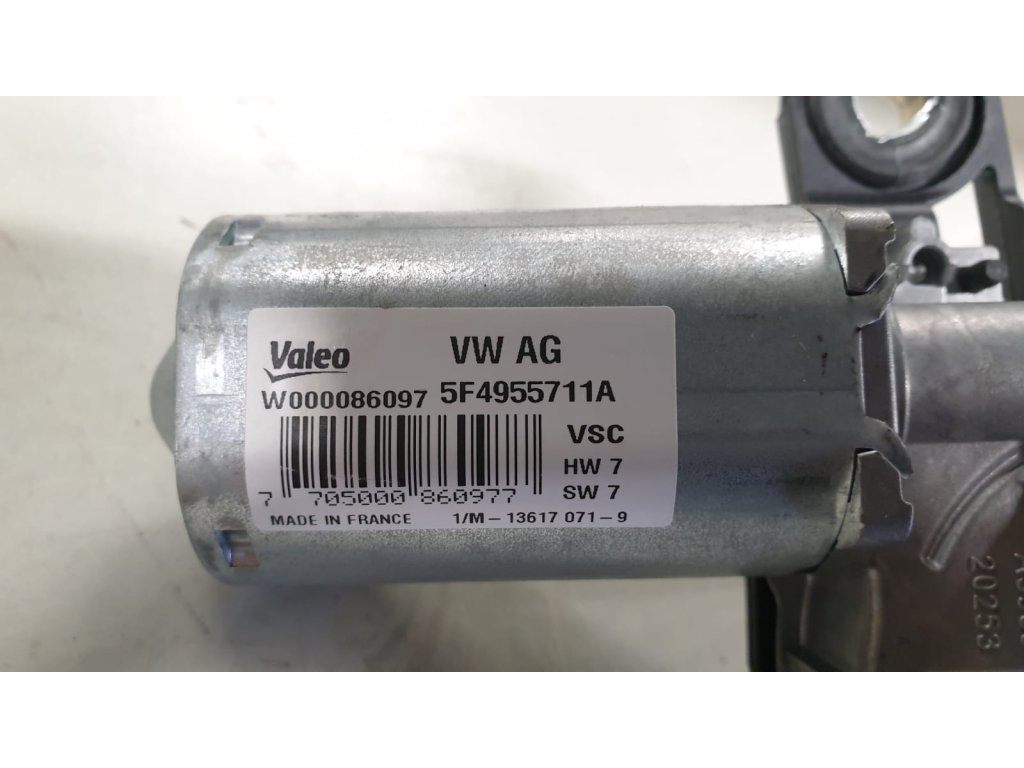 Valeo VW AG
W000086097 5F4955711A
VSC
HW 7
7 705000 860977 SW 7
MADE IN FRANCE 1/M-13617 071-9
20253